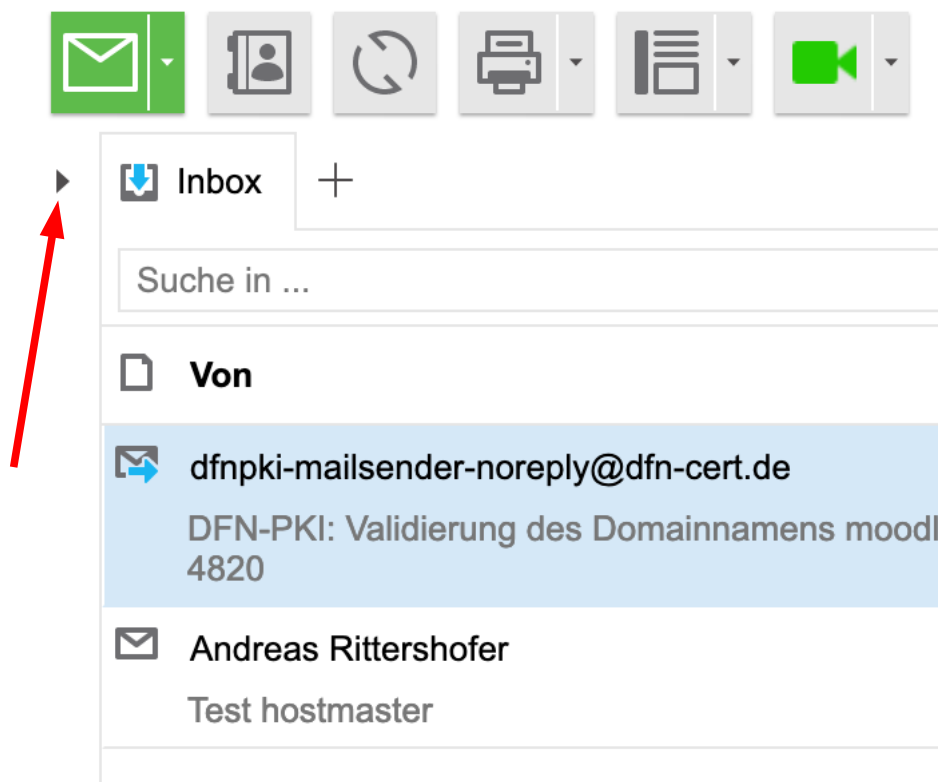 Inbox
Suche in ...
Von
dfnpki-mailsender-noreply@dfn-cert.de
DFN-PKI: Validierung des Domainnamens
4820
Andreas Rittershofer
Test hostmaster